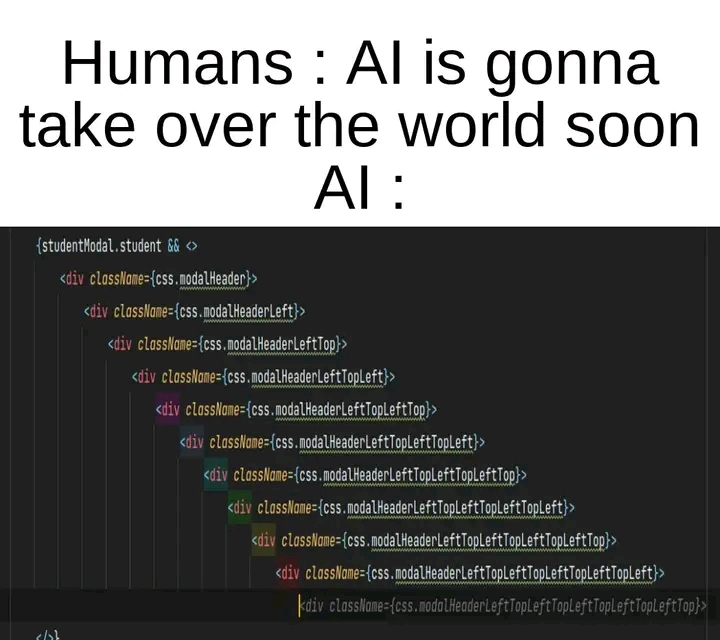 Humans : AI is gonna
take over the world soon
AI :
{studentModal.student && <>
<div className={css.modalHeader}>
<div className={css.modalHeaderLeft}>
<div className={css.modalHeaderLeftTop}>
<div className={css.modalHeaderLeftTopLeft}>
<div className={css.modalHeaderLeftTopLeftTop}>
<div className={css.modalHeaderLeftTopLeftTopLeft}>
<div className={css.modalHeaderLeftTopLeftTopLeftTop}>
<div className={css.modalHeaderLeftTopLeftTopLeftTopLeft}>
<div className={css.modalHeaderLeftTopLeftTopLeftTopLeftTop}>
<div className={css.modalHeaderLeftTopLeftTopLeftTopLeftTopLeft}>
<div className={css.modalHeaderLeftTopLeftTopLeftTopLeftTopLeftTop}>
</>}